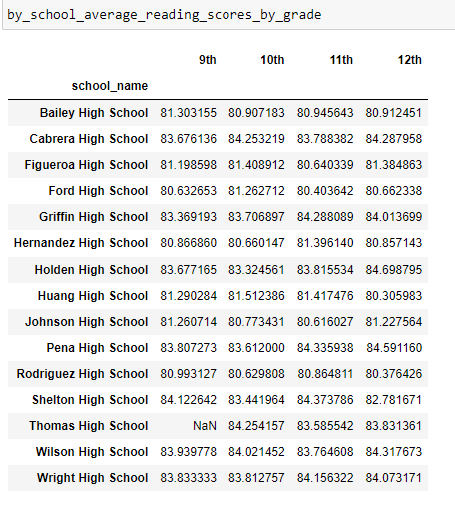 by_school_average_reading_scores_by_grade
9th 10th 11th 12th
school_name
Bailey High School 81.303155 80.907183 80.945643 80.912451
Cabrera High School 83.676136 84.253219 83.788382 84.287958
Figueroa High School 81.198598 81.408912 80.640339 81.384863
Ford High School 80.632653 81.262712 80.403642 80.662338
Griffin High School 83.369193 83.706897 84.288089 84.013699
Hernandez High School 80.866860 80.660147 81.396140 80.857143
Holden High School 83.677165 83.324561 83.815534 84.698795
Huang High School 81.290284 81.512386 81.417476 80.305983
Johnson High School 81.260714 80.773431 80.616027 81.227564
Pena High School 83.807273 83.612000 84.335938 84.591160
Rodriguez High School 80.993127 80.629808 80.864811 80.376426
Shelton High School 84.122642 83.441964 84.373786 82.781671
Thomas High School NaN 84.254157 83.585542 83.831361
Wilson High School 83.939778 84.021452 83.764608 84.317673
Wright High School 83.833333 83.812757 84.156322 84.073171